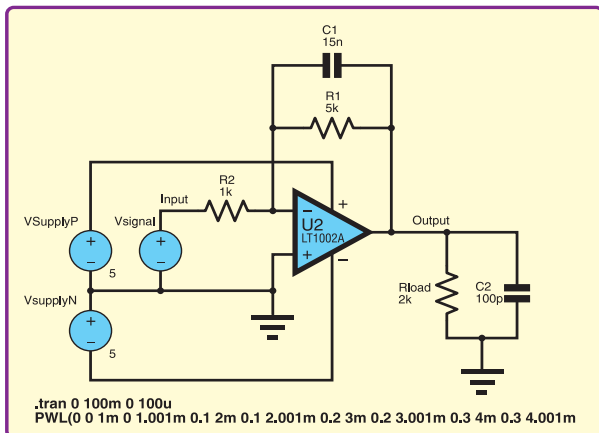 C1
15n
R1
5k
R2
1k
Input
VSupplyP
Vsignal
+
−
5
+
−
−
+
U2
LT1002A
+
−
Output
VsupplyN
+
−
5
Rload
2k
C2
100p
.tran 0 100m 0 100u
PWL(0 0 1m 0 1.001m 0.1 2m 0.1 2.001m 0.2 3m 0.2 3.001m 0.3 4m 0.3 4.001m